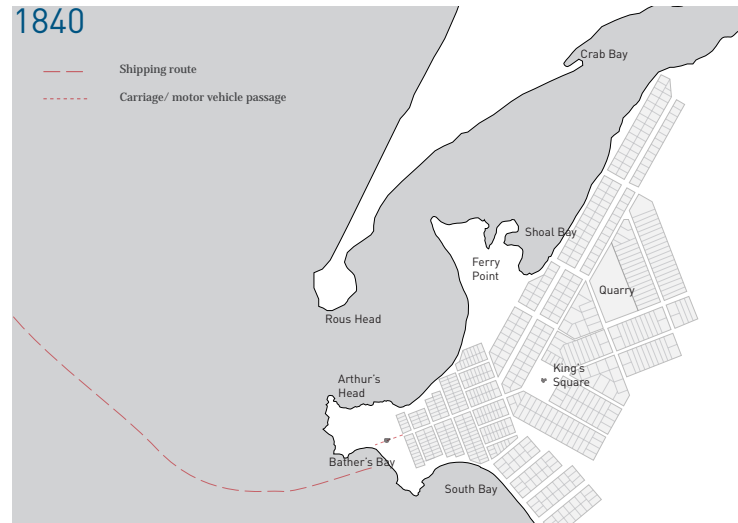 1840
Shipping route
Carriage/ motor vehicle passage
Crab Bay
Shoal Bay
Ferry
Point
Quarry
Rous Head
King's
Square
Arthur's
Head
Bather's Bay
South Bay